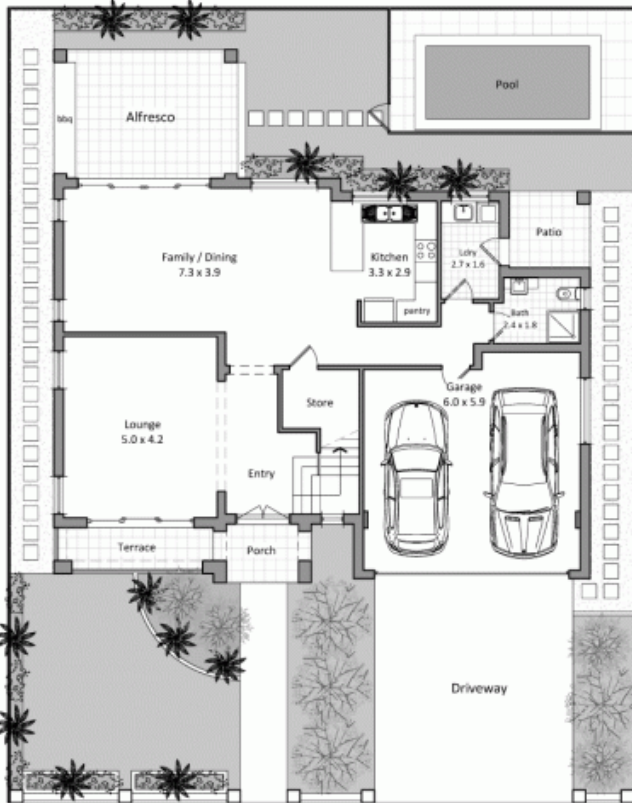 Pool
bbq
Alfresco
Family / Dining
7.3 x 3.9
Kitchen
3.3 x 2.9
Ldry
2.7 x 1.6
Patio
pantry
Bath
2.4 x 1.8
Garage
6.0 x 5.9
Store
Lounge
5.0 x 4.2
Entry
Terrace
Porch
Driveway